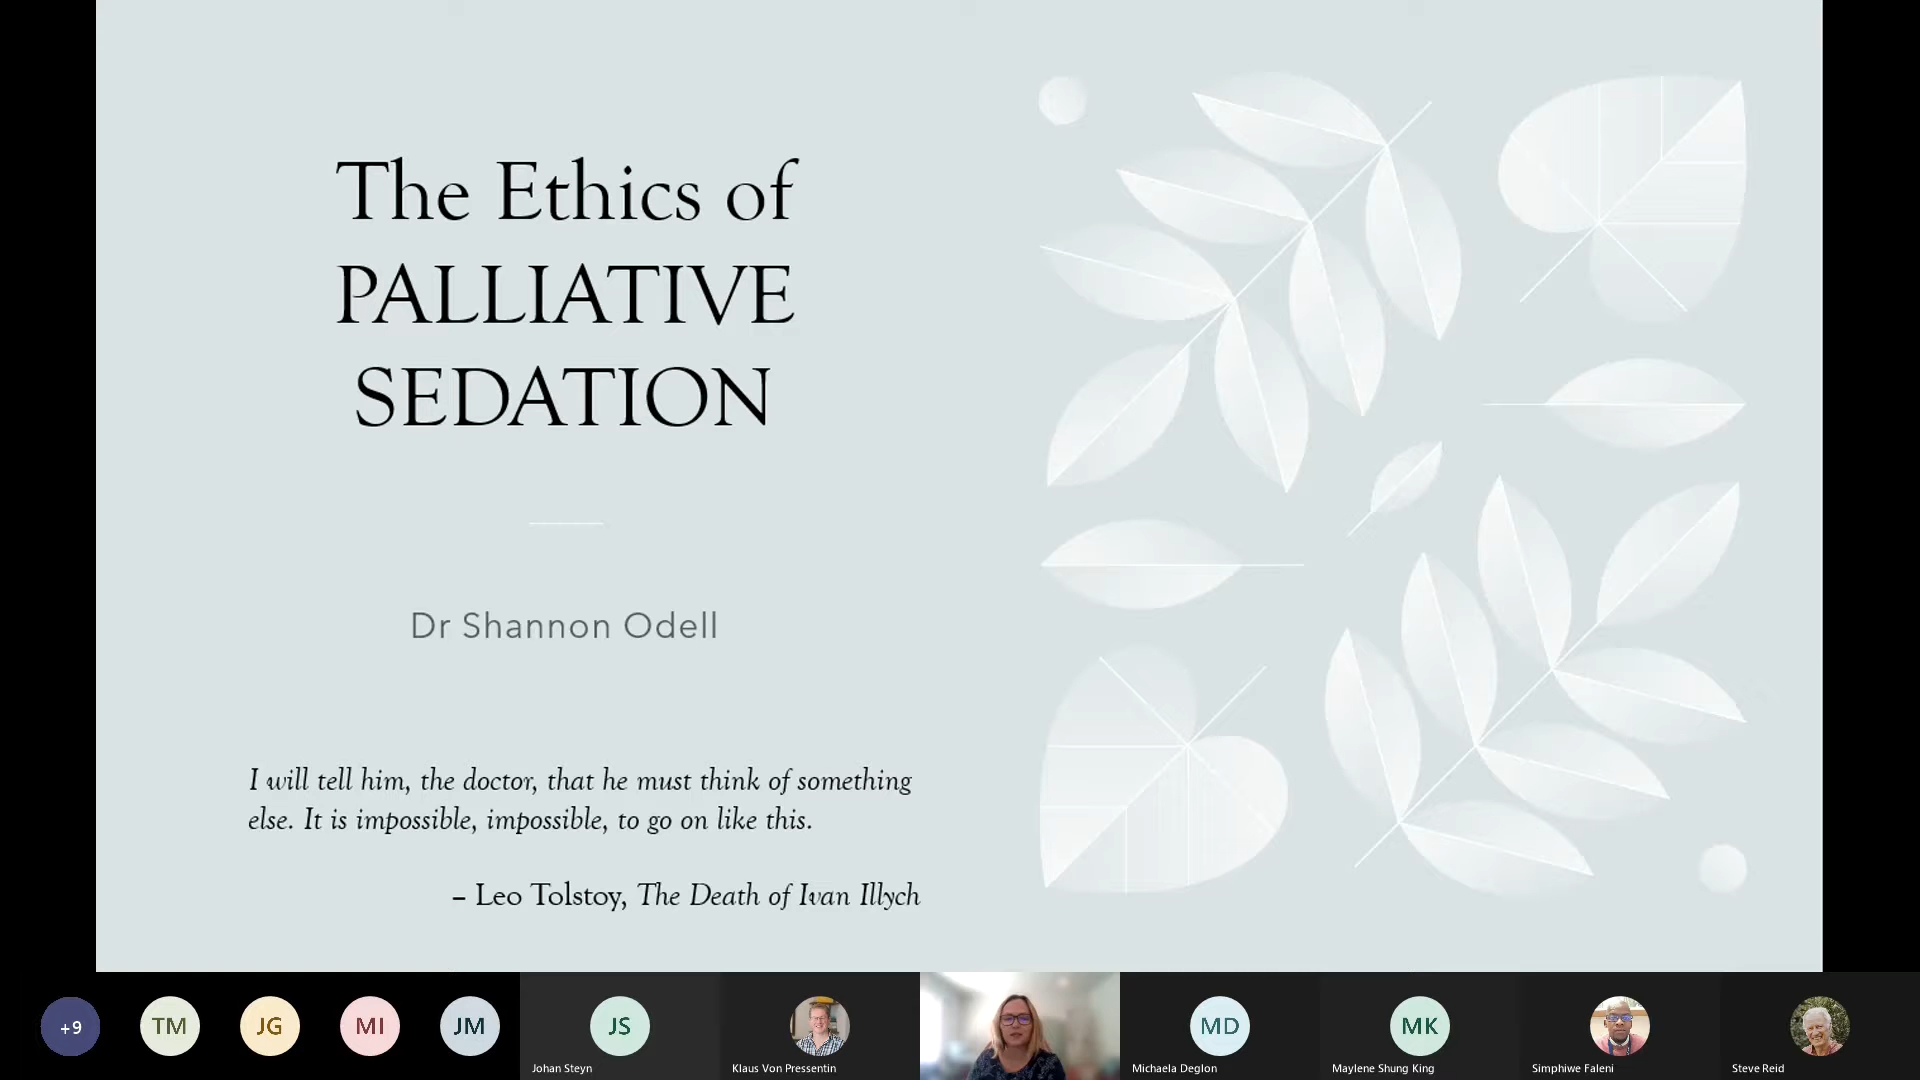 The Ethics of
PALLIATIVE
SEDATION
Dr Shannon Odell
I will tell him, the doctor, that he must think of something
else. It is impossible, impossible, to go on like this.
– Leo Tolstoy, The Death of Ivan Illych
+9
TM
JG
MI
JM
JS
MD
MK
Johan Steyn
Klaus Von Pressentin
Michaela Deglon
Maylene Shung King
Simphiwe Faleni
Steve Reid